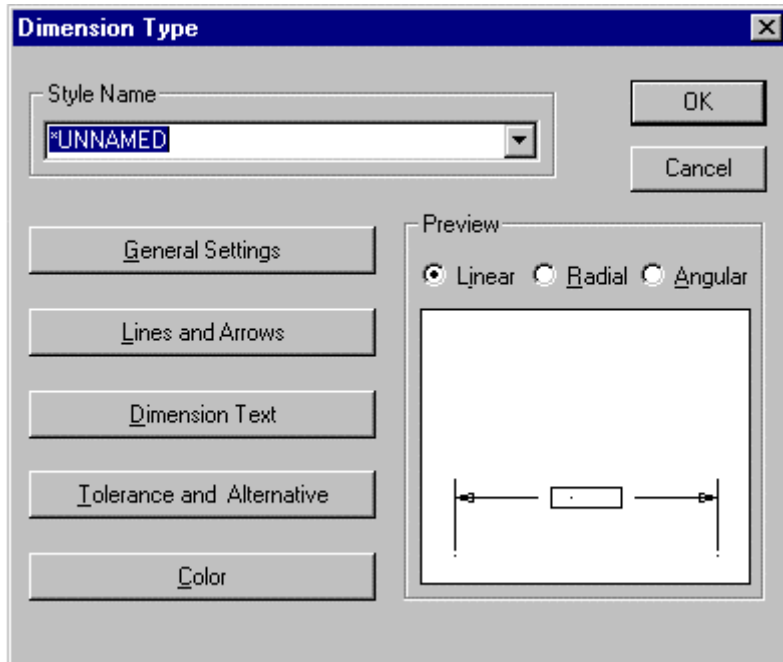 Dimension Type
Style Name
*UNNAMED
OK
Cancel
General Settings
Lines and Arrows
Dimension Text
Tolerance and Alternative
Color
Preview
Linear Radial Angular